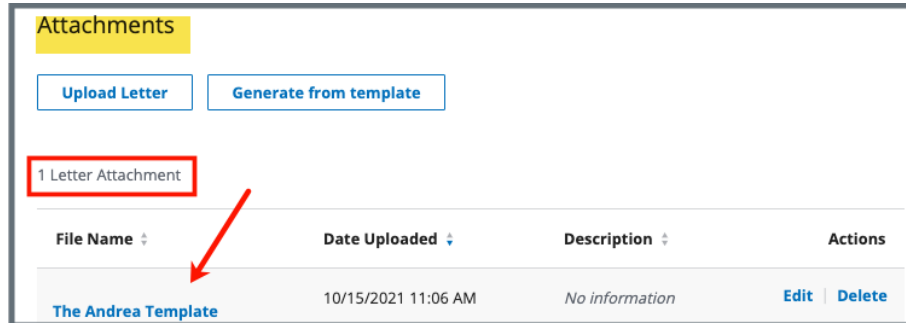 Attachments
Upload Letter Generate from template
1 Letter Attachment
File Name Date Uploaded Description Actions
The Andrea Template 10/15/2021 11:06 AM No information Edit Delete